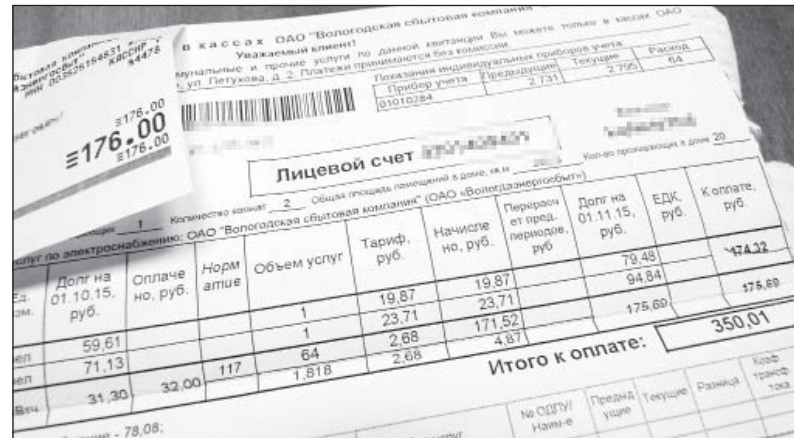 в кассах ОАО "Вологодская сбытовая компания"
Уважаемый клиент!
коммунальные и прочие услуги по данной квитанции Вы можете только в кассах ОАО
ул. Петухова, д. 2. Платежи принимаются без комиссии.
Показания индивидуальных приборов учета
Прибор учета Предыдущие Текущие Расход
01010284 2 731 2 795 64
ИНН 003525154831
КАССИР
≡176.00
≡176.00
≡176.00
Лицевой счет
1 Количество комнат 2 Общая площадь помещений в доме, кв.м Кол-во проживающих в доме 20
услуг по электроснабжению: ОАО "Вологодская сбытовая компания" (ОАО «Вологдаэнергосбыт»)
Ед. изм. Долг на 01.10.15, руб. Оплачено, руб. Норматив Объем услуг Тариф, руб. Начислено, руб. Перерасчет пред. периодов, руб Долг на 01.11.15, руб. ЕДК, руб. К оплате, руб.
59,61 1 19,87 19,87 79,48 174,32
71,13 1 23,71 23,71 94,84
31,30 32,00 117 64 2,68 171,52 175,69 175,69
1,818 2,68 4,87
Итого к оплате: 350,01
- 78,08;
№ ОДПУ/ Наим-е Предыдущие Текущие Разница Коэф трансф тока